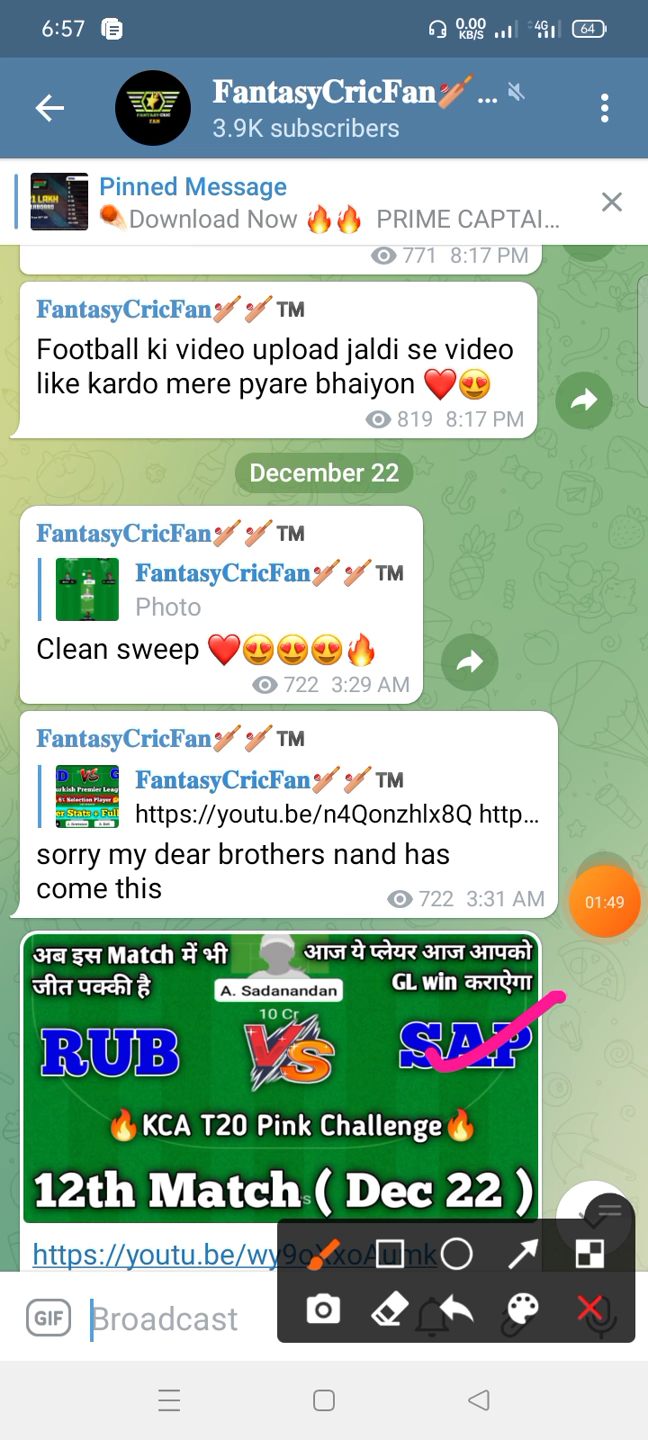 6:57
0.00
KB/S
4G
64
FantasyCricFan🏏 ...
3.9K subscribers
Pinned Message
☄️Download Now 🔥🔥 PRIME CAPTAI...
771 8:17 PM
FantasyCricFan🏏🏏™
Football ki video upload jaldi se video
like kardo mere pyare bhaiyon ❤️😍
819 8:17 PM
December 22
FantasyCricFan🏏🏏™
FantasyCricFan🏏🏏™
Photo
Clean sweep ❤️😍😍😍🔥
722 3:29 AM
FantasyCricFan🏏🏏™
FantasyCricFan🏏🏏™
https://youtu.be/n4Qonzhlx8Q http...
sorry my dear brothers nand has
come this
722 3:31 AM
01:49
अब इस Match में भी
जीत पक्की है
आज ये प्लेयर आज आपको
GL win कराऐगा
A. Sadanandan
10 Cr
RUB VS SAP
🔥KCA T20 Pink Challenge🔥
12th Match ( Dec 22 )
GIF
Broadcast